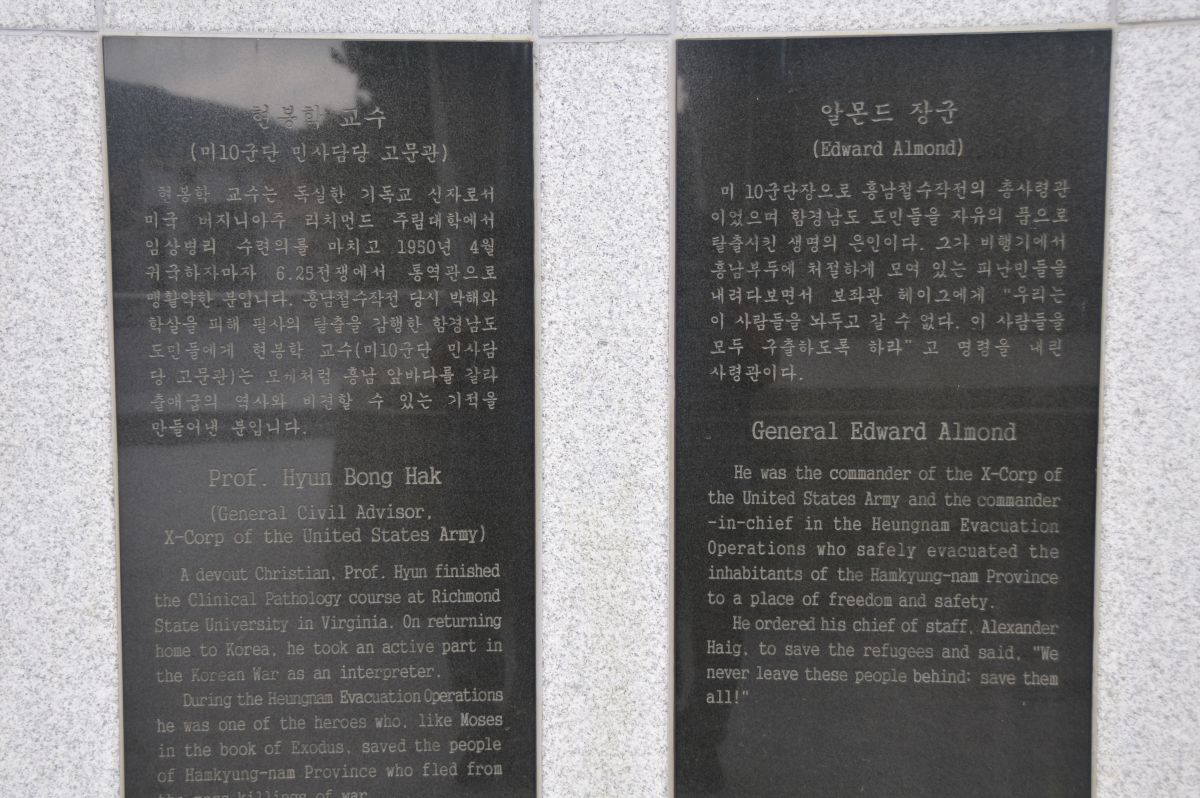 현봉학 교수
(미10군단 민사담당 고문관)
현봉학 교수는 독실한 기독교 신자로서
미국 버지니아주 리치먼드 주립대학에서
임상병리 수련의를 마치고 1950년 4월
귀국하자마자 6.25전쟁에서 통역관으로
맹활약한 분입니다. 흥남철수작전 당시 박해와
학살을 피해 필사의 탈출을 감행한 함경남도
도민들에게 현봉학 교수(미10군단 민사담
당 고문관)는 모세처럼 흥남 앞바다를 갈라
출애굽의 역사와 비견할 수 있는 기적을
만들어낸 분입니다.
Prof. Hyun Bong Hak
(General Civil Advisor,
X-Corp of the United States Army)
A devout Christian, Prof. Hyun finished
the Clinical Pathology course at Richmond
State University in Virginia. On returning
home to Korea, he took an active part in
the Korean War as an interpreter.
During the Heungnam Evacuation Operations
he was one of the heroes who, like Moses
in the book of Exodus, saved the people
of Hamkyung-nam Province who fled from
the mass killings of war.
알몬드 장군
(Edward Almond)
미 10군단장으로 흥남철수작전의 총사령관
이었으며 함경남도 도민들을 자유의 품으로
탈출시킨 생명의 은인이다. 그가 비행기에서
흥남부두에 처절하게 모여 있는 피난민들을
내려다보면서 보좌관 헤이그에게 "우리는
이 사람들을 놔두고 갈 수 없다. 이 사람들을
모두 구출하도록 하라" 고 명령을 내린
사령관이다.
General Edward Almond
He was the commander of the X-Corp of
the United States Army and the commander
-in-chief in the Heungnam Evacuation
Operations who safely evacuated the
inhabitants of the Hamkyung-nam Province
to a place of freedom and safety.
He ordered his chief of staff, Alexander
Haig, to save the refugees and said, "We
never leave these people behind: save them
all!"